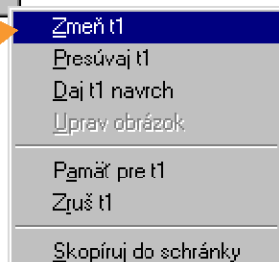 Zmeň t1
Presúvaj t1
Daj t1 navrch
Uprav obrázok
Pamäť pre t1
Zruš t1
Skopíruj do schránky